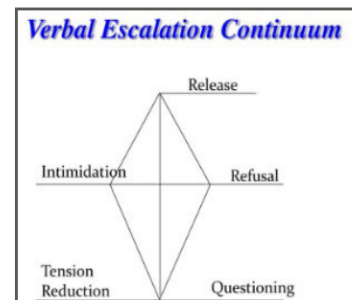 Verbal Escalation Continuum
Release
Intimidation
Refusal
Tension
Reduction
Questioning